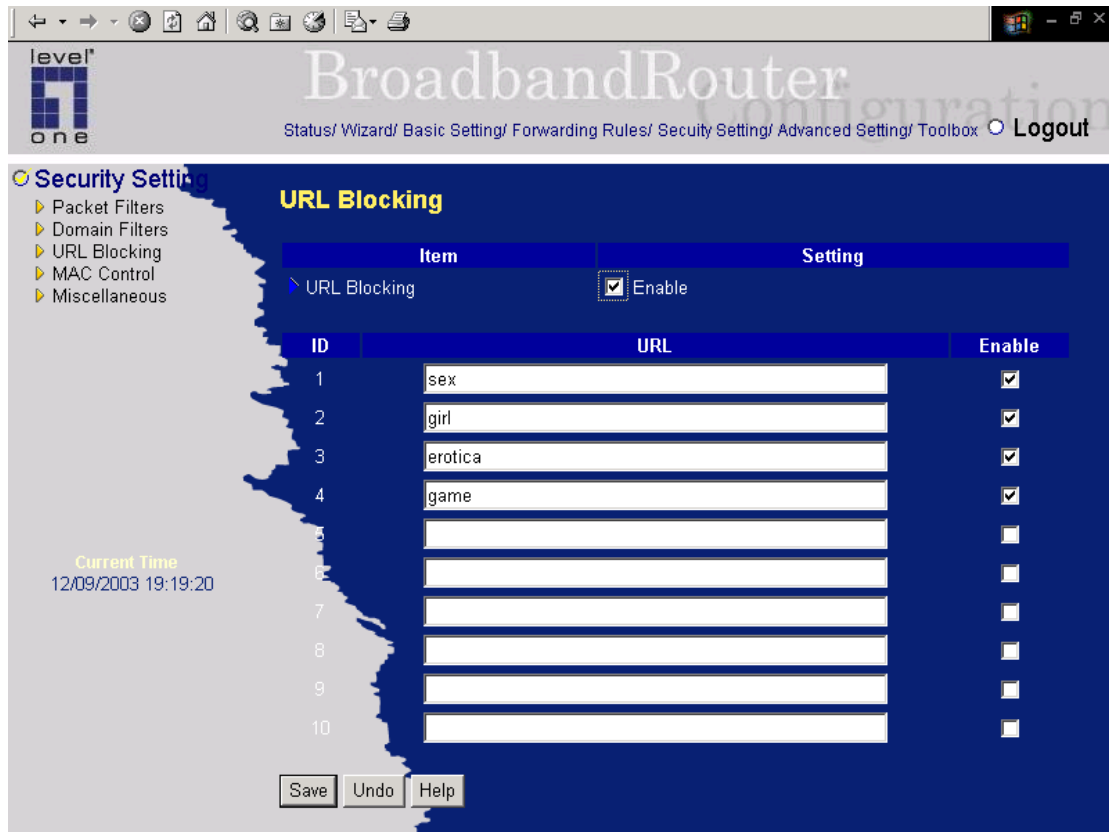 level
one
BroadbandRouter
Configuration
Status/ Wizard/ Basic Setting/ Forwarding Rules/ Secuity Setting/ Advanced Setting/ Toolbox Logout
Security Setting
Packet Filters
Domain Filters
URL Blocking
MAC Control
Miscellaneous
Current Time
12/09/2003 19:19:20
URL Blocking
Item Setting
URL Blocking Enable
ID URL Enable
1 sex
2 girl
3 erotica
4 game
5
6
7
8
9
10
Save Undo Help